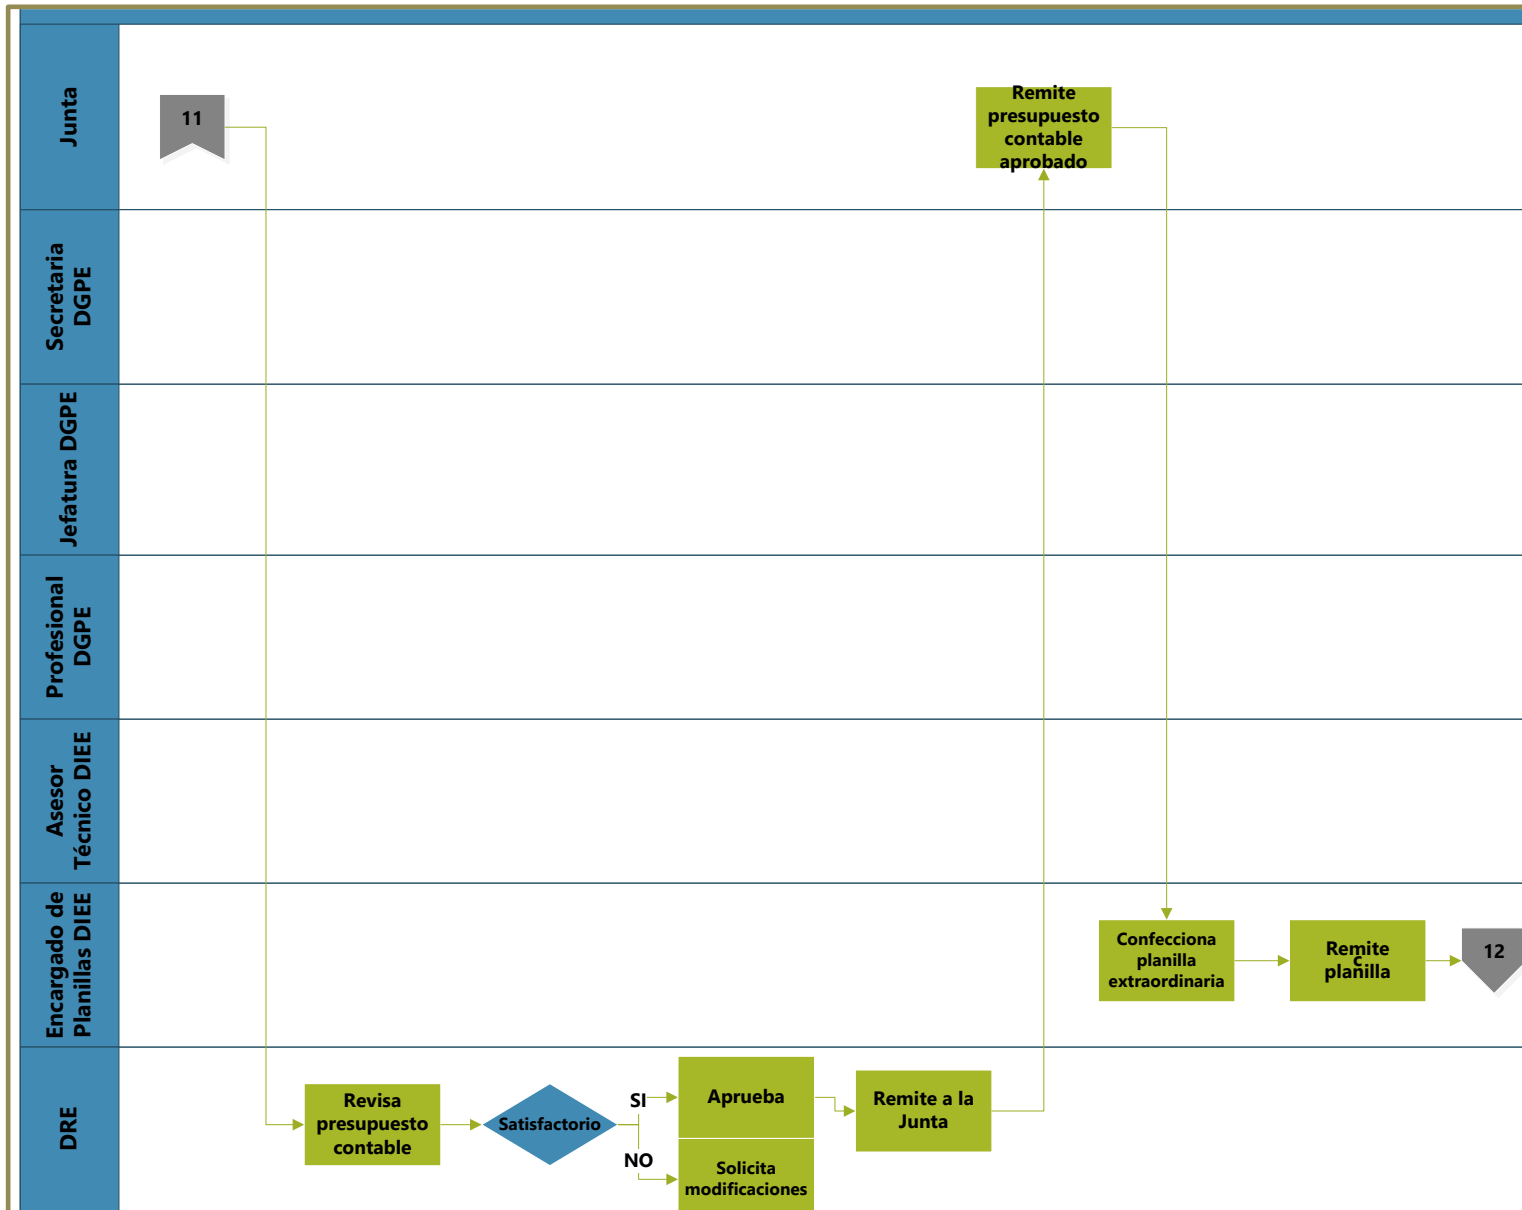 Junta
11
Remite
presupuesto
contable
aprobado
Secretaria
DGPE
Jefatura DGPE
Profesional
DGPE
Asesor
Técnico DIEE
Encargado de
Planillas DIEE
Confecciona
planilla
extraordinaria
Remite
c
planilla
12
DRE
Revisa
presupuesto
contable
Satisfactorio
SI
NO
Aprueba
Solicita
modificaciones
Remite a la
Junta